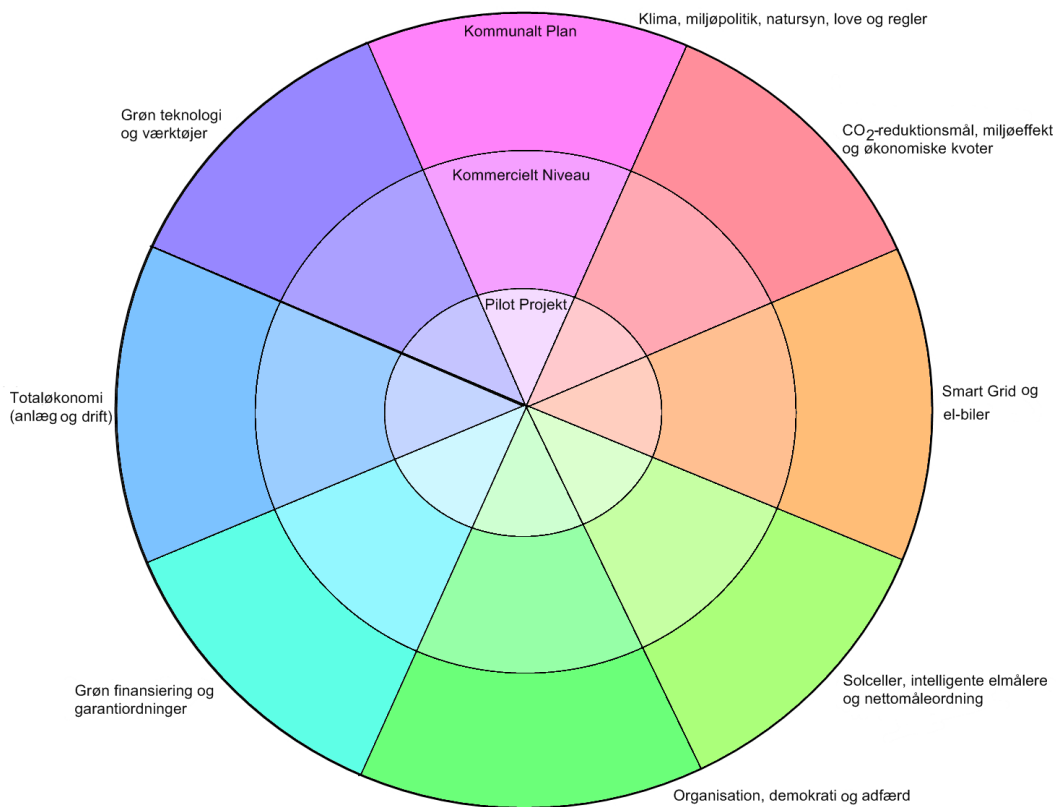 Klima, miljøpolitik, natursyn, love og regler
Kommunalt Plan
Grøn teknologi
og værktøjer
CO2-reduktionsmål, miljøeffekt
og økonomiske kvoter
Kommercielt Niveau
Pilot Projekt
Totaløkonomi
(anlæg og drift)
Smart Grid og
el-biler
Grøn finansiering og
garantiordninger
Solceller, intelligente elmålere
og nettomåleordning
Organisation, demokrati og adfærd